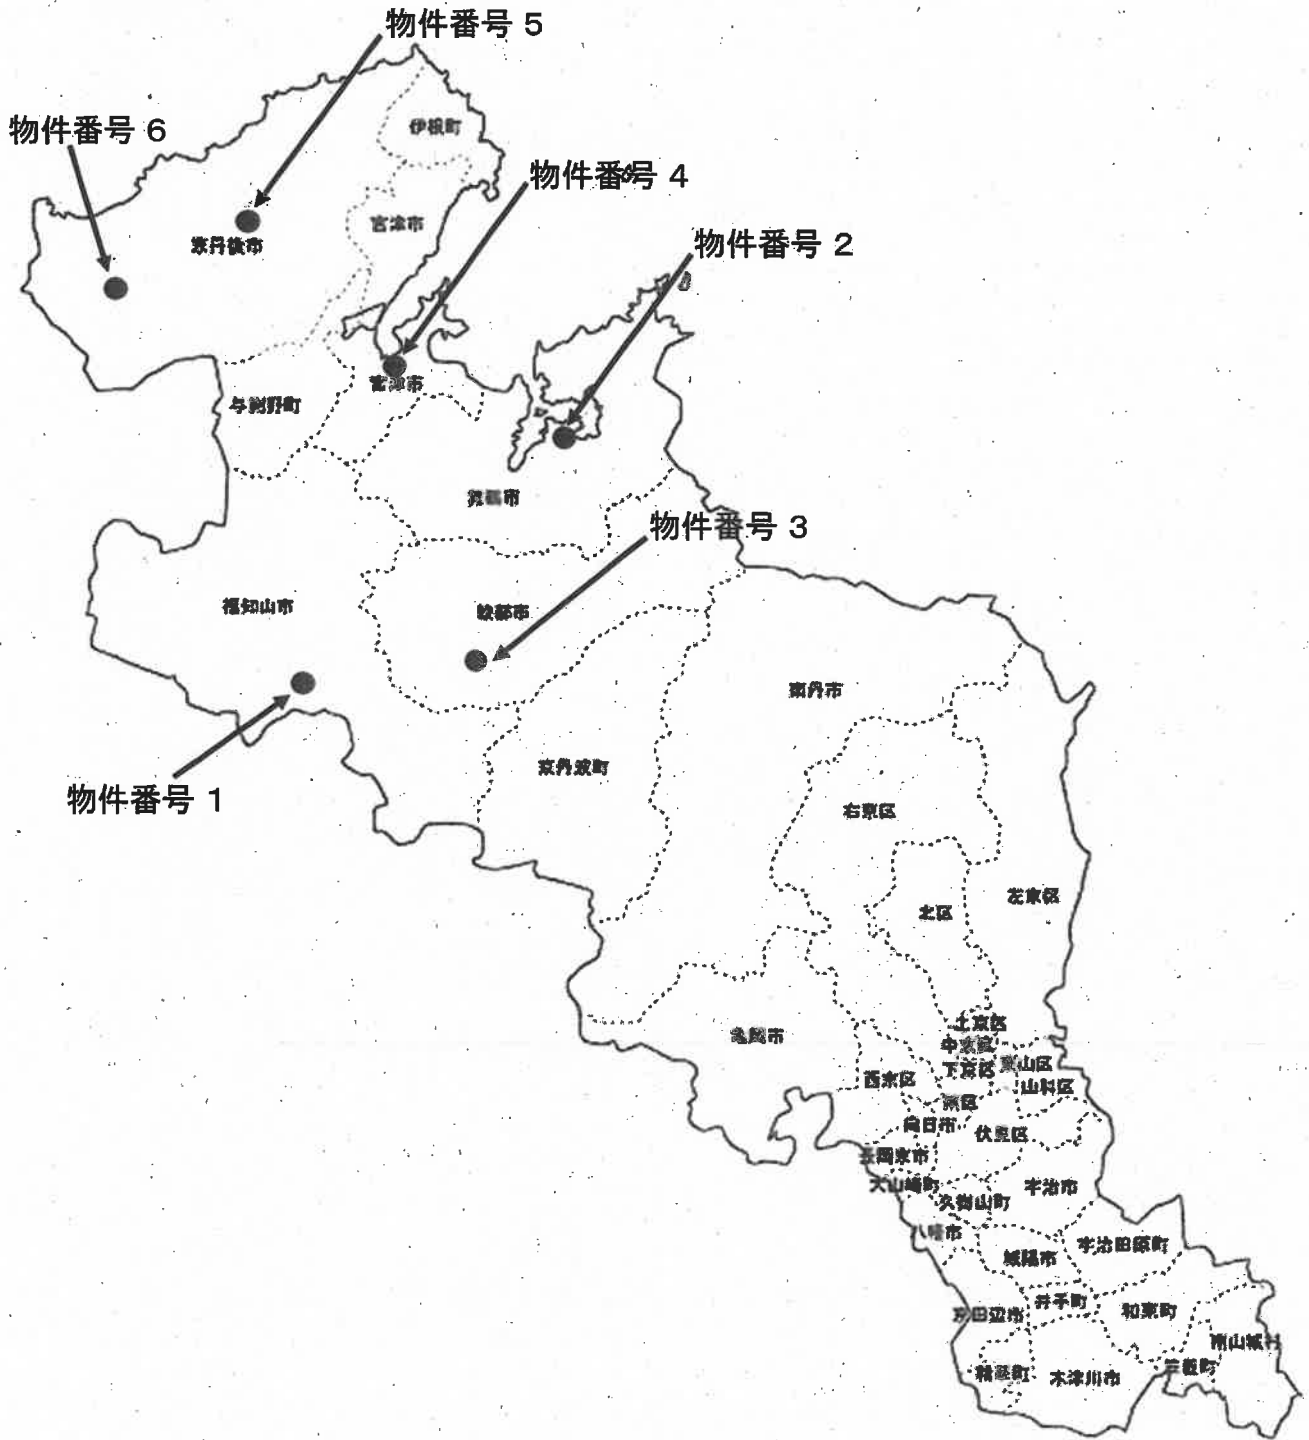 物件番号 5
物件番号 6
伊根町
物件番号 4
宮津市
京丹後市
物件番号 2
宮津市
与謝野町
舞鶴市
物件番号 3
福知山市
綾部市
南丹市
京丹波町
物件番号 1
右京区
左京区
北区
上京区
亀岡市
中京区
東山区
下京区
西京区
山科区
南区
向日市
伏見区
長岡京市
大山崎町
宇治市
久御山町
八幡市
宇治田原町
城陽市
井手町
和束町
京田辺市
南山城村
笠置町
精華町
木津川市